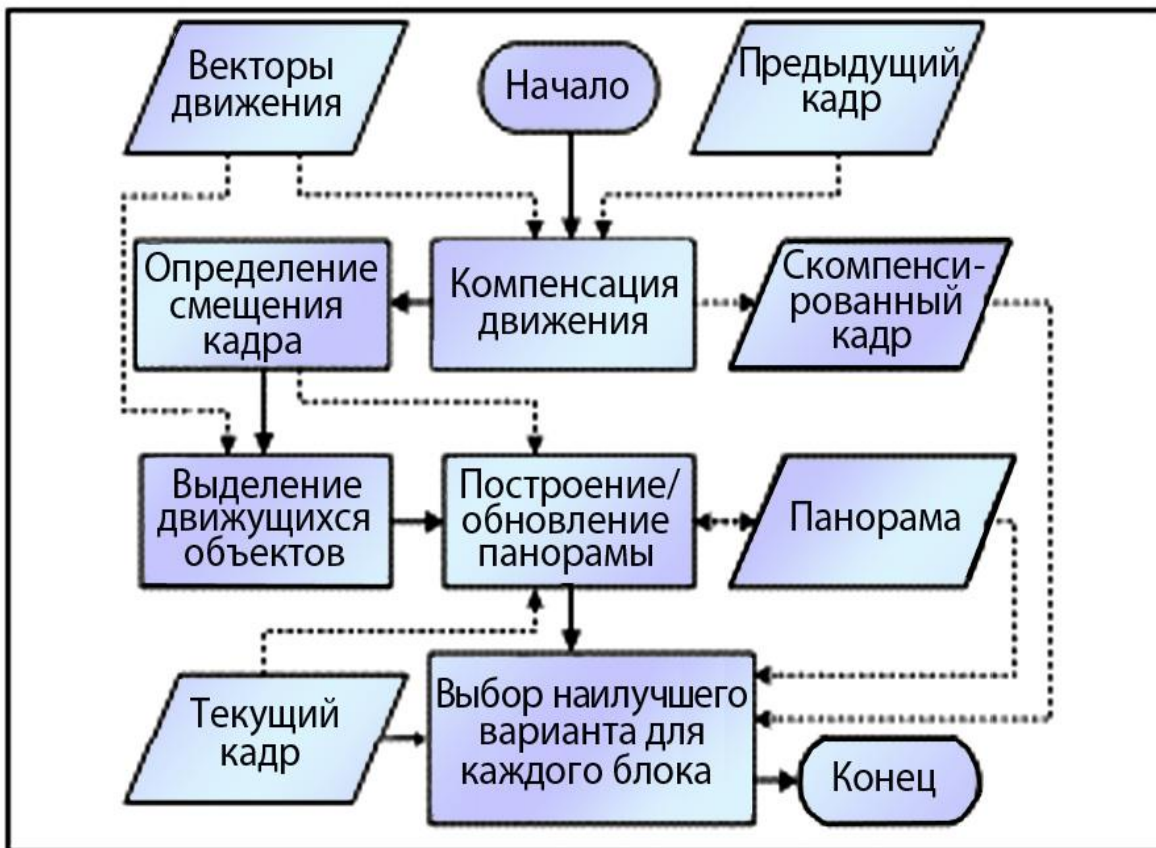 Векторы
движения
Начало
Предыдущий
кадр
Определение
смещения
кадра
Компенсация
движения
Скомпенси-
рованный
кадр
Выделение
движущихся
объектов
Построение/
обновление
панорамы
Панорама
Текущий
кадр
Выбор наилучшего
варианта для
каждого блока
Конец